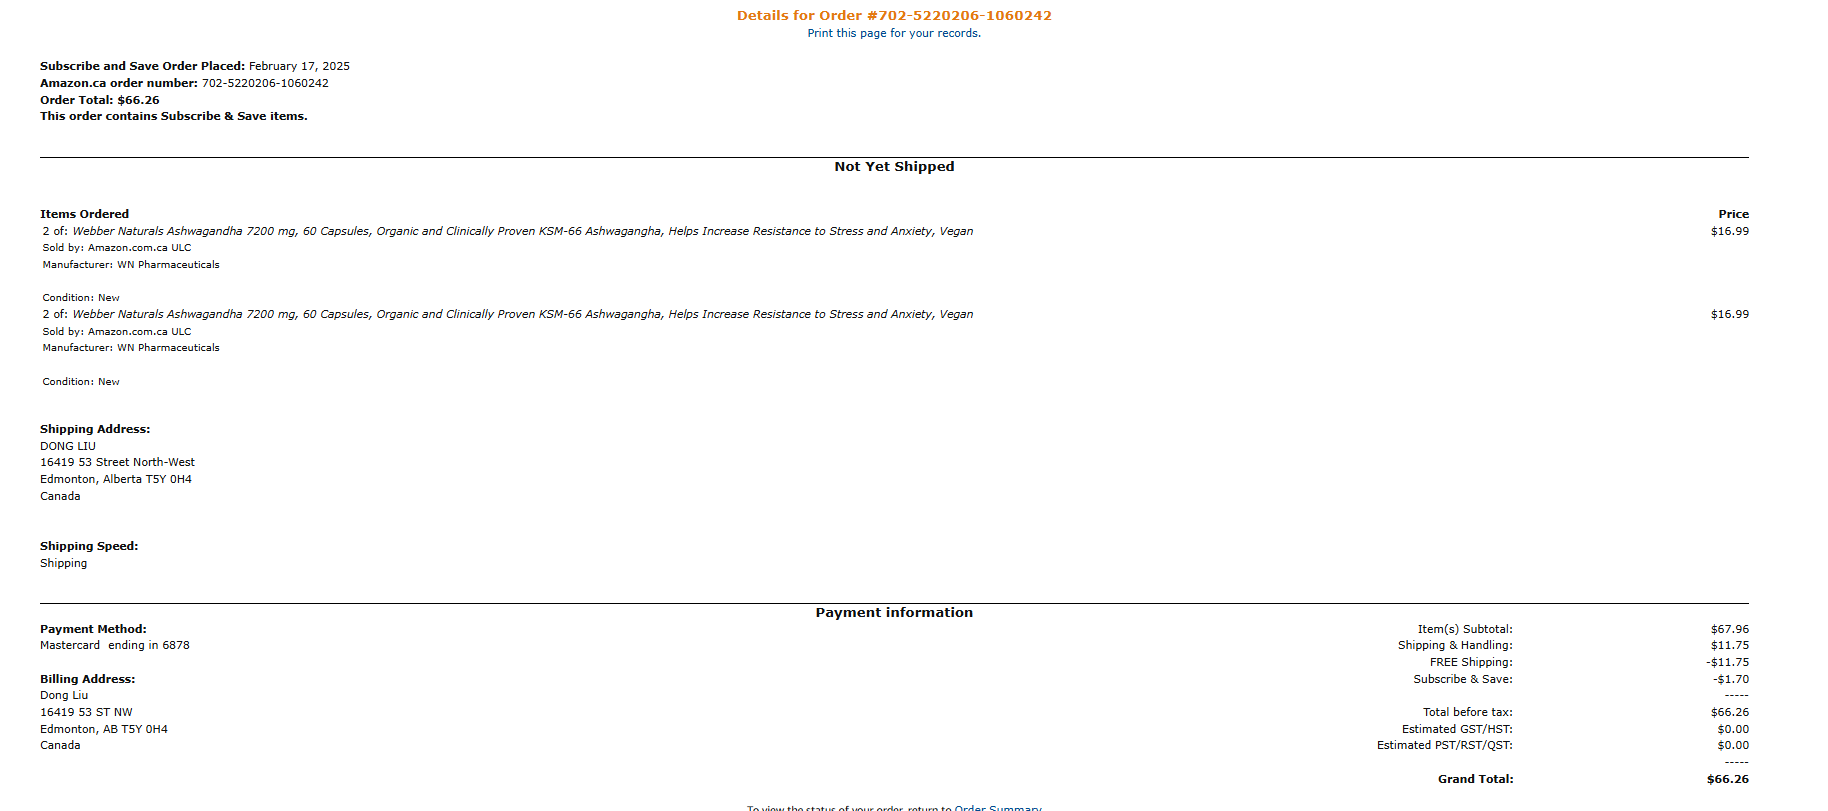 Details for Order #702-5220206-1060242
Print this page for your records.
Subscribe and Save Order Placed: February 17, 2025
Amazon.ca order number: 702-5220206-1060242
Order Total: $66.26
This order contains Subscribe & Save items.
Not Yet Shipped
Items Ordered Price
2 of: Webber Naturals Ashwagandha 7200 mg, 60 Capsules, Organic and Clinically Proven KSM-66 Ashwagangha, Helps Increase Resistance to Stress and Anxiety, Vegan $16.99
Sold by: Amazon.com.ca ULC
Manufacturer: WN Pharmaceuticals
Condition: New
2 of: Webber Naturals Ashwagandha 7200 mg, 60 Capsules, Organic and Clinically Proven KSM-66 Ashwagangha, Helps Increase Resistance to Stress and Anxiety, Vegan $16.99
Sold by: Amazon.com.ca ULC
Manufacturer: WN Pharmaceuticals
Condition: New
Shipping Address:
DONG LIU
16419 53 Street North-West
Edmonton, Alberta T5Y 0H4
Canada
Shipping Speed:
Shipping
Payment information
Payment Method:
Mastercard ending in 6878
Billing Address:
Dong Liu
16419 53 ST NW
Edmonton, AB T5Y 0H4
Canada
Item(s) Subtotal: $67.96
Shipping & Handling: $11.75
FREE Shipping: -$11.75
Subscribe & Save: -$1.70
-----
Total before tax: $66.26
Estimated GST/HST: $0.00
Estimated PST/RST/QST: $0.00
-----
Grand Total: $66.26
To view the status of your order, return to Order Summary.